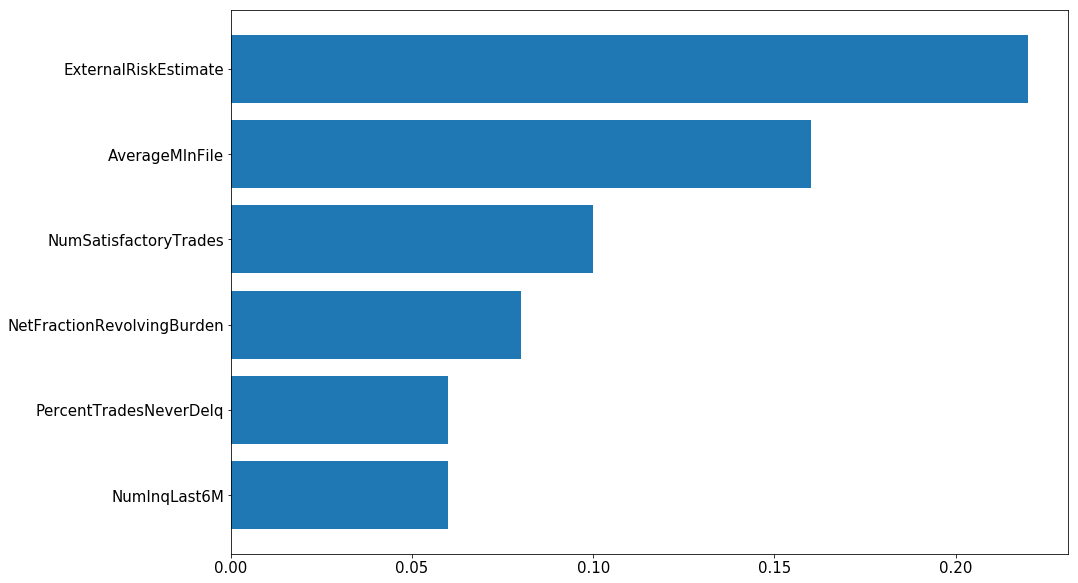 ExternalRiskEstimate
AverageMInFile
NumSatisfactoryTrades
NetFractionRevolvingBurden
PercentTradesNeverDelq
NumInqLast6M
0.00 0.05 0.10 0.15 0.20